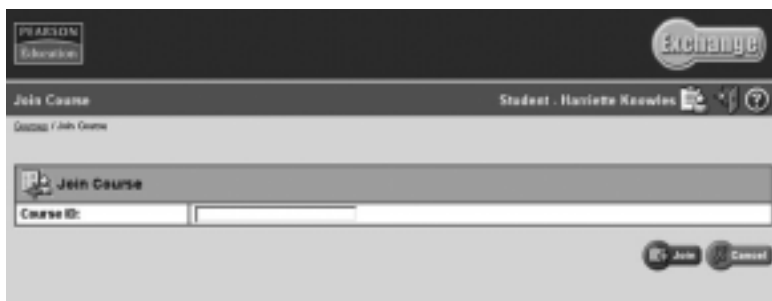 PEARSON
Education
Exchange
Join Course
Student - Harriette Knowles
Courses / Join Course
Join Course
Course ID:
Join
Cancel